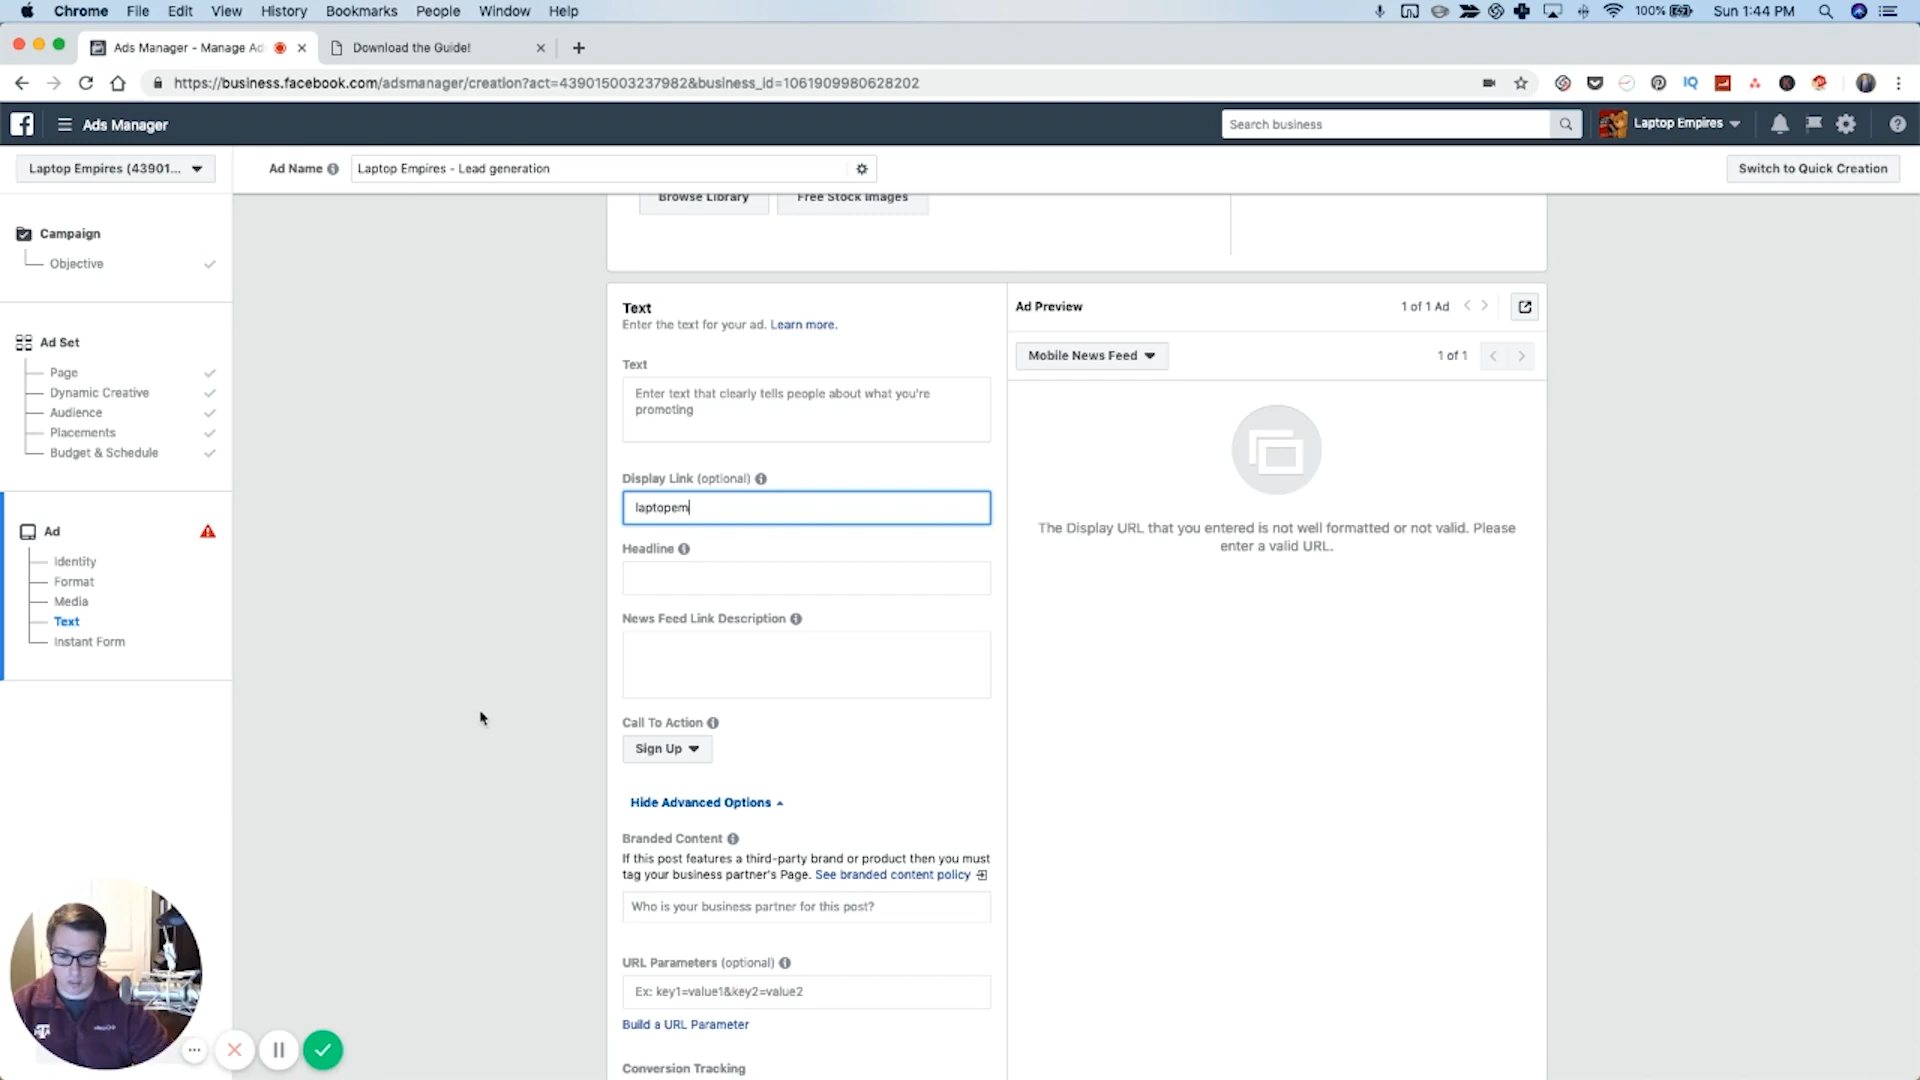 Chrome File Edit View History Bookmarks People Window Help
100% Sun 1:44 PM
Ads Manager - Manage Ad
Download the Guide!
https://business.facebook.com/adsmanager/creation?act=439015003237982&business_id=1061909980628202
Ads Manager
Search business
Laptop Empires
Laptop Empires (43901...
Ad Name
Laptop Empires - Lead generation
Switch to Quick Creation
Browse Library
Free Stock Images
Campaign
Objective
Ad Set
Page
Dynamic Creative
Audience
Placements
Budget & Schedule
Ad
Identity
Format
Media
Text
Instant Form
Text
Enter the text for your ad. Learn more.
Text
Enter text that clearly tells people about what you're
promoting
Display Link (optional)
laptopem
Headline
News Feed Link Description
Call To Action
Sign Up
Hide Advanced Options
Branded Content
If this post features a third-party brand or product then you must
tag your business partner's Page. See branded content policy
Who is your business partner for this post?
URL Parameters (optional)
Ex: key1=value1&key2=value2
Build a URL Parameter
Conversion Tracking
Ad Preview
1 of 1 Ad
Mobile News Feed
1 of 1
The Display URL that you entered is not well formatted or not valid. Please
enter a valid URL.